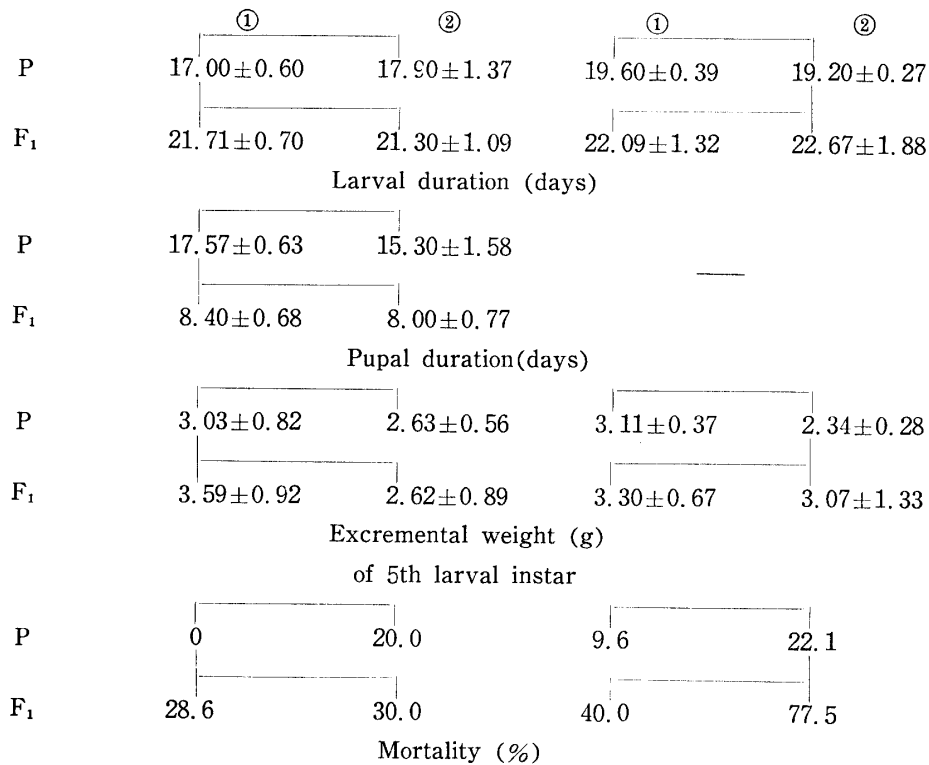 ① ② ① ②
P 17.00±0.60 17.90±1.37 19.60±0.39 19.20±0.27
F₁ 21.71±0.70 21.30±1.09 22.09±1.32 22.67±1.88
Larval duration (days)
P 17.57±0.63 15.30±1.58 —
F₁ 8.40±0.68 8.00±0.77
Pupal duration(days)
P 3.03±0.82 2.63±0.56 3.11±0.37 2.34±0.28
F₁ 3.59±0.92 2.62±0.89 3.30±0.67 3.07±1.33
Excremental weight (g)
of 5th larval instar
P 0 20.0 9.6 22.1
F₁ 28.6 30.0 40.0 77.5
Mortality (%)